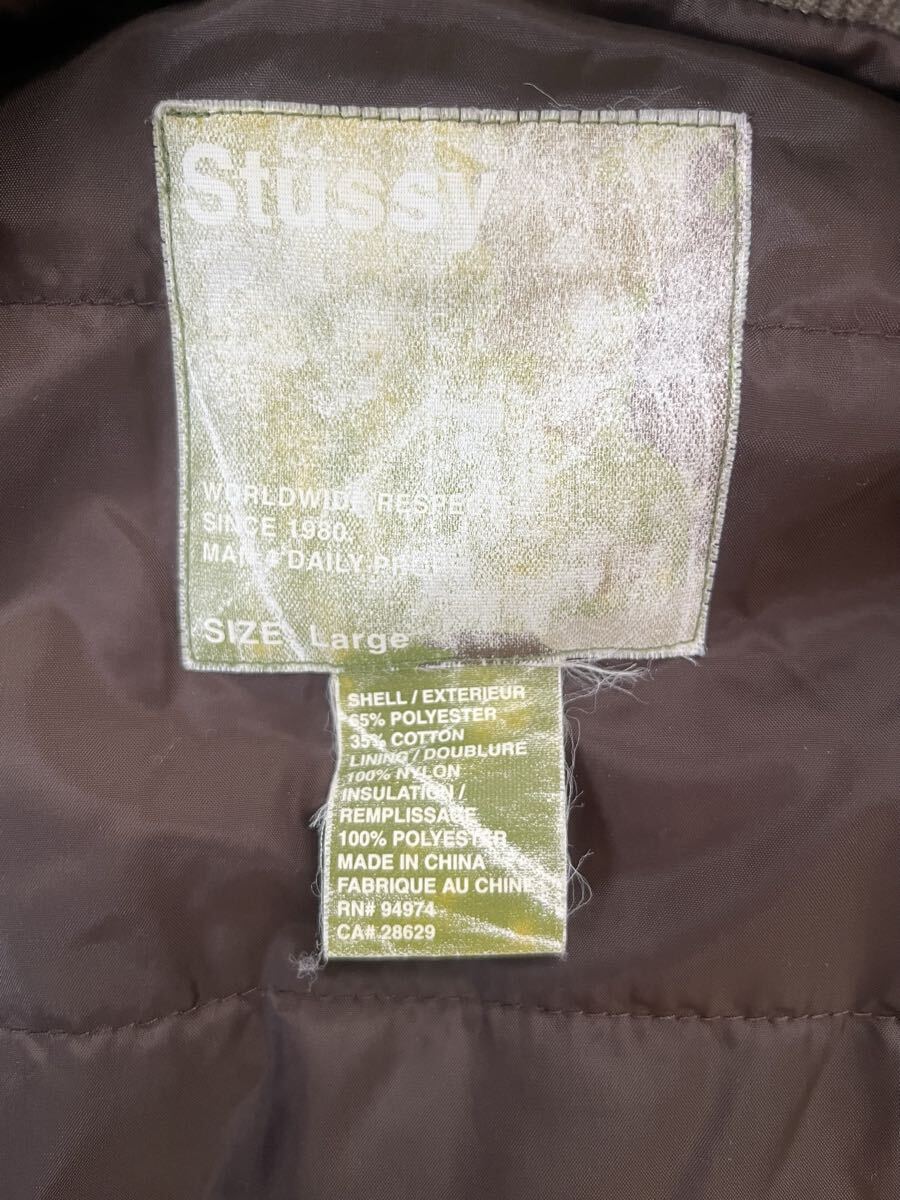 Stüssy
WORLDWIDE RESPECT
SINCE 1980.
DAILY
SIZE: Large
SHELL / EXTERIEUR
65% POLYESTER
35% COTTON
LINING / DOUBLURE
100% NYLON
INSULATION /
REMPLISSAGE
100% POLYESTER
MADE IN CHINA
FABRIQUE AU CHINE
RN# 94974
CA# 28629